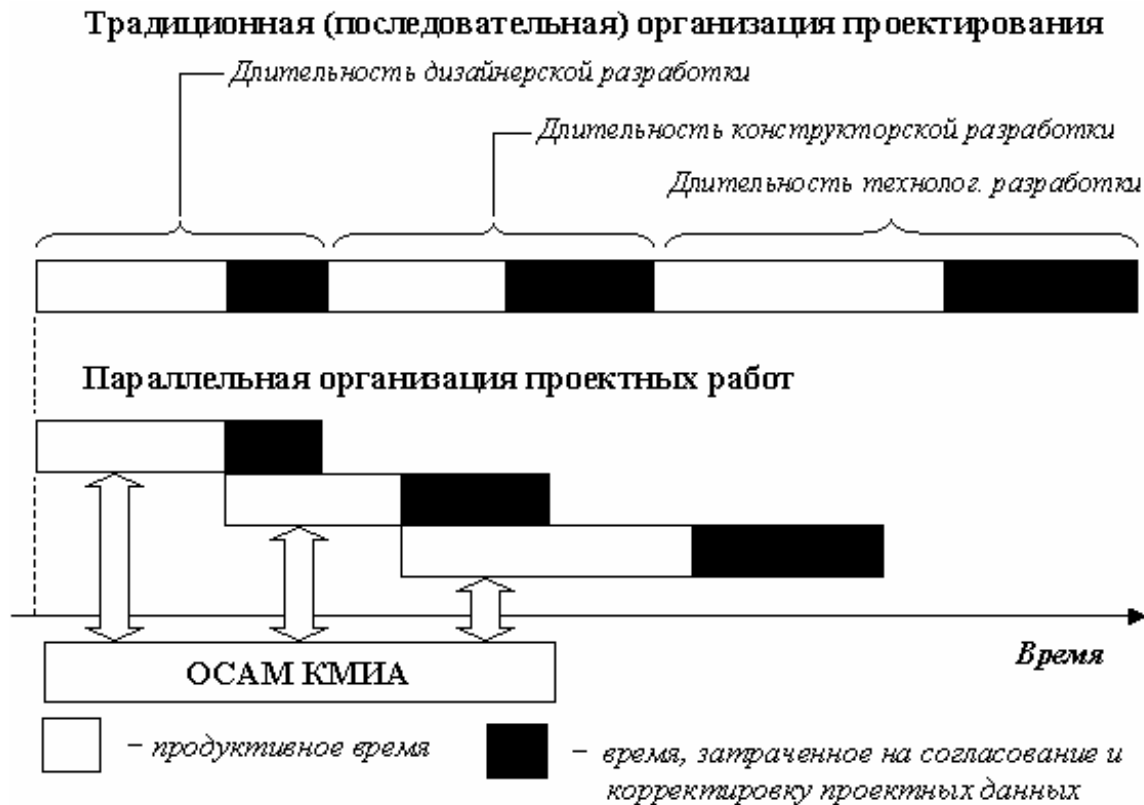 Традиционная (последовательная) организация проектирования
Длительность дизайнерской разработки
Длительность конструкторской разработки
Длительность технолог. разработки
Параллельная организация проектных работ
Время
ОСАМ КМИА
– продуктивное время
– время, затраченное на согласование и
корректировку проектных данных